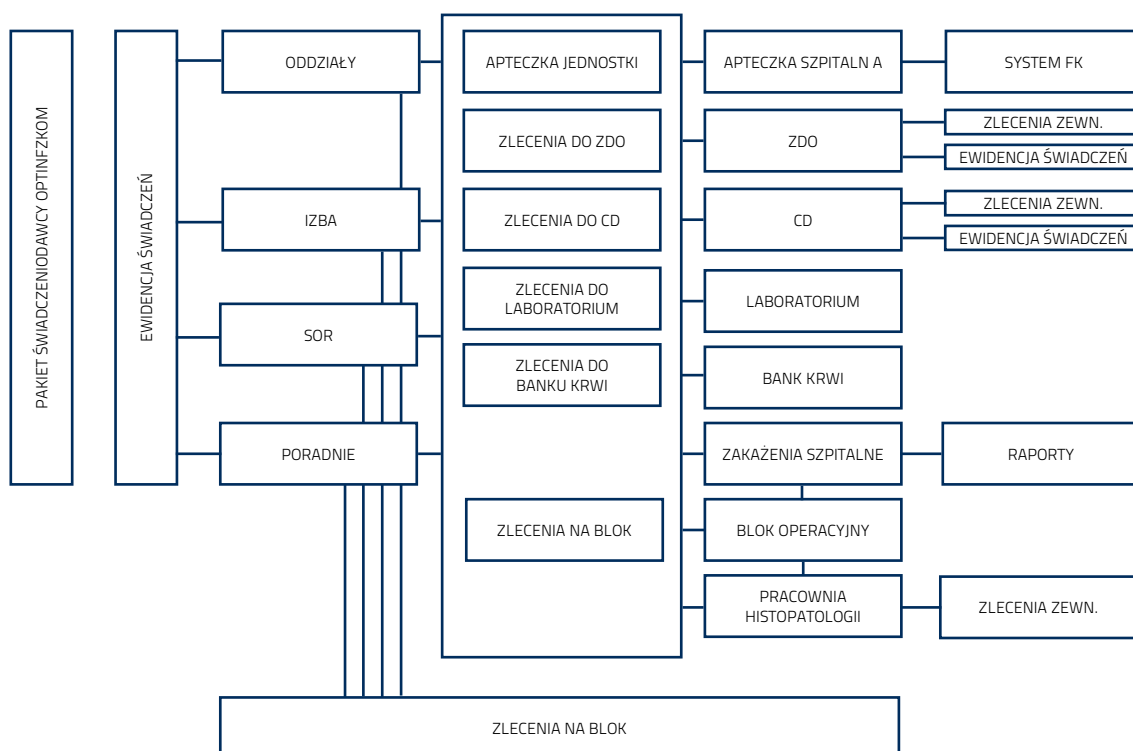 PAKIET ŚWIADCZENIODAWCY OPTINFZKOM
EWIDENCJA ŚWIADCZEŃ
ODDZIAŁY
IZBA
SOR
PORADNIE
APTECZKA JEDNOSTKI
ZLECENIA DO ZDO
ZLECENIA DO CD
ZLECENIA DO
LABORATORIUM
ZLECENIA DO
BANKU KRWI
ZLECENIA NA BLOK
APTECZKA SZPITALN A
ZDO
CD
LABORATORIUM
BANK KRWI
ZAKAŻENIA SZPITALNE
BLOK OPERACYJNY
PRACOWNIA
HISTOPATOLOGII
SYSTEM FK
ZLECENIA ZEWN.
EWIDENCJA ŚWIADCZEŃ
ZLECENIA ZEWN.
EWIDENCJA ŚWIADCZEŃ
RAPORTY
ZLECENIA ZEWN.
ZLECENIA NA BLOK